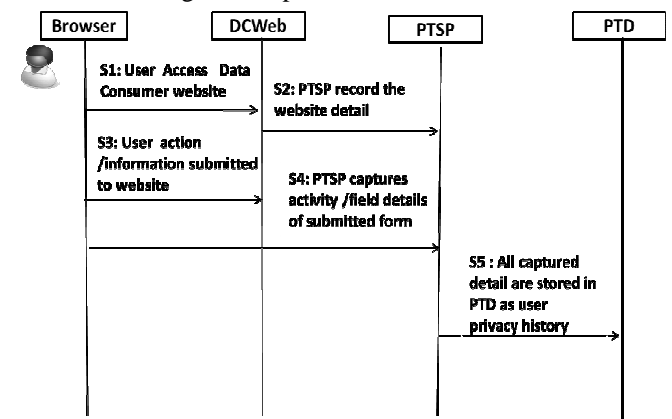 Browser
DCWeb
PTSP
PTD
S1: User Access Data
Consumer website
S2: PTSP record the
website detail
S3: User action
/information submitted
to website
S4: PTSP captures
activity /field details
of submitted form
S5 : All captured
detail are stored in
PTD as user
privacy history